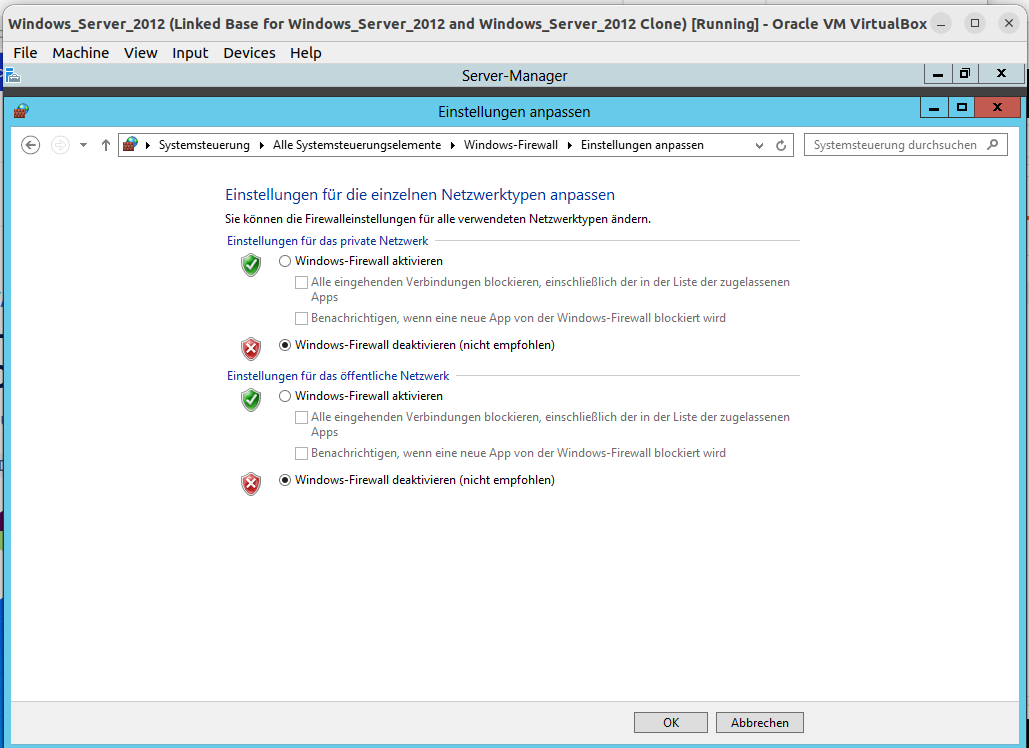 Windows_Server_2012 (Linked Base for Windows_Server_2012 and Windows_Server_2012 Clone) [Running] - Oracle VM VirtualBox
File Machine View Input Devices Help
Server-Manager
Einstellungen anpassen
Systemsteuerung Alle Systemsteuerungselemente Windows-Firewall Einstellungen anpassen Systemsteuerung durchsuchen
Einstellungen für die einzelnen Netzwerktypen anpassen
Sie können die Firewalleinstellungen für alle verwendeten Netzwerktypen ändern.
Einstellungen für das private Netzwerk
Windows-Firewall aktivieren
Alle eingehenden Verbindungen blockieren, einschließlich der in der Liste der zugelassenen
Apps
Benachrichtigen, wenn eine neue App von der Windows-Firewall blockiert wird
Windows-Firewall deaktivieren (nicht empfohlen)
Einstellungen für das öffentliche Netzwerk
Windows-Firewall aktivieren
Alle eingehenden Verbindungen blockieren, einschließlich der in der Liste der zugelassenen
Apps
Benachrichtigen, wenn eine neue App von der Windows-Firewall blockiert wird
Windows-Firewall deaktivieren (nicht empfohlen)
OK Abbrechen